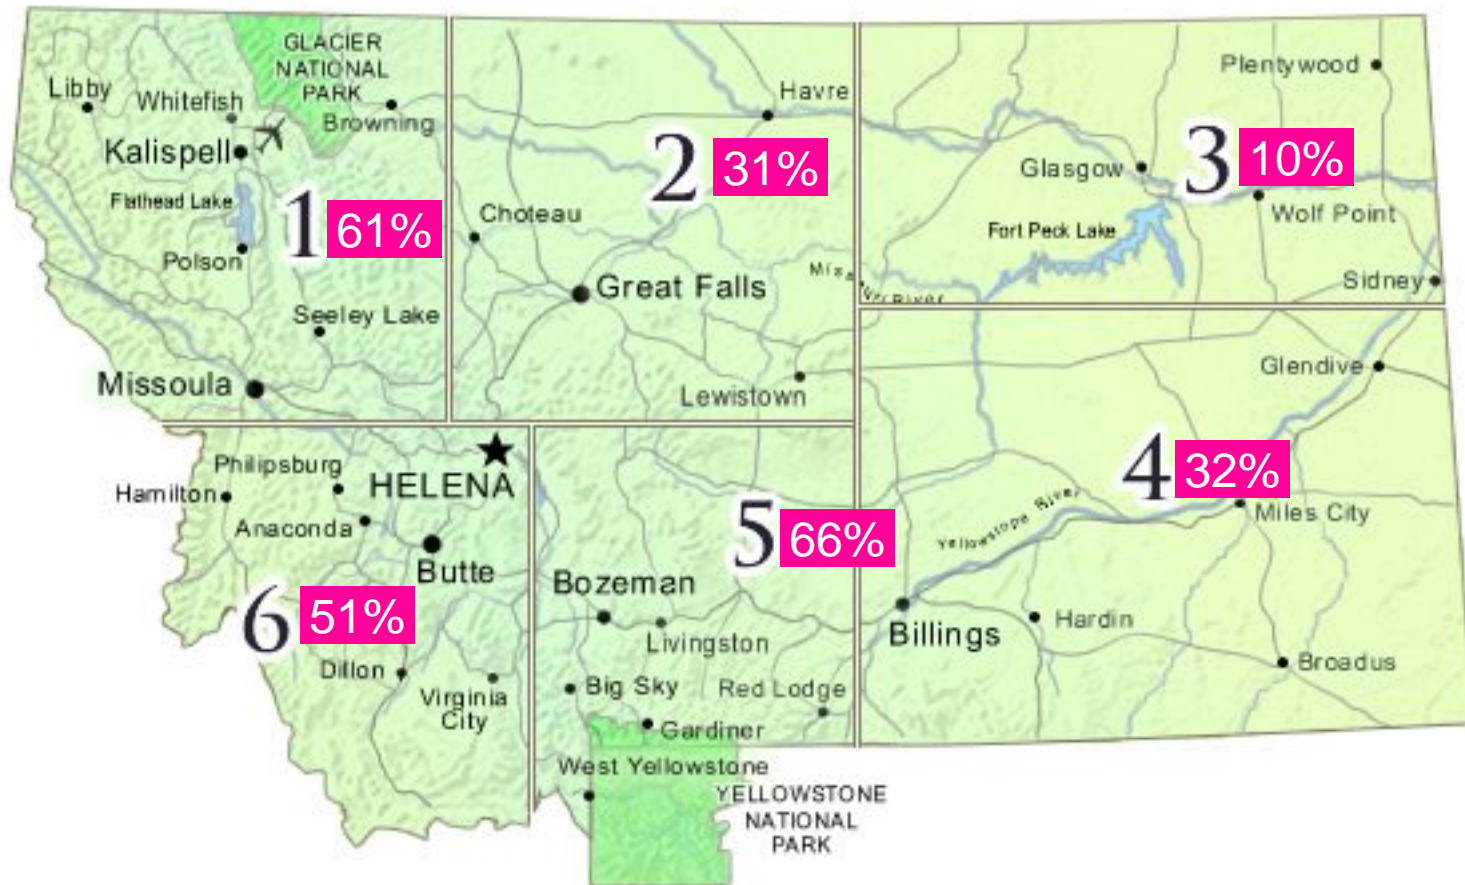 GLACIER
NATIONAL
PARK
Libby
Whitefish
Browning
Kalispell
Flathead Lake
1 61%
Polson
Seeley Lake
Missoula
Havre
2 31%
Choteau
Great Falls
Missouri River
Lewistown
Plentywood
Glasgow
3 10%
Wolf Point
Fort Peck Lake
Sidney
Glendive
4 32%
Miles City
Yellowstone River
Billings
Hardin
Broadus
5 66%
Bozeman
Livingston
Big Sky
Red Lodge
Gardiner
West Yellowstone
YELLOWSTONE
NATIONAL
PARK
Philipsburg
HELENA
Hamilton
Anaconda
Butte
6 51%
Dillon
Virginia
City